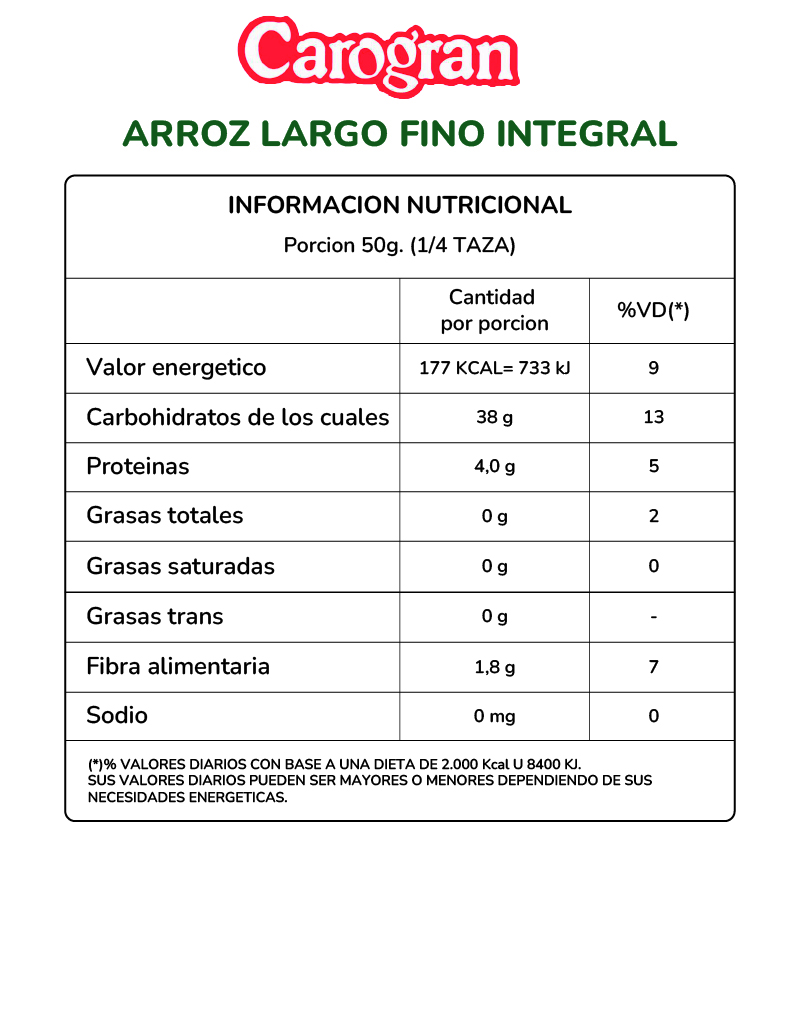 Carogran
ARROZ LARGO FINO INTEGRAL
INFORMACION NUTRICIONAL
Porcion 50g. (1/4 TAZA)
Cantidad
por porcion
%VD(*)
Valor energetico 177 KCAL= 733 kJ 9
Carbohidratos de los cuales 38 g 13
Proteinas 4,0 g 5
Grasas totales 0 g 2
Grasas saturadas 0 g 0
Grasas trans 0 g -
Fibra alimentaria 1,8 g 7
Sodio 0 mg 0
(*)% VALORES DIARIOS CON BASE A UNA DIETA DE 2.000 Kcal U 8400 KJ.
SUS VALORES DIARIOS PUEDEN SER MAYORES O MENORES DEPENDIENDO DE SUS
NECESIDADES ENERGETICAS.